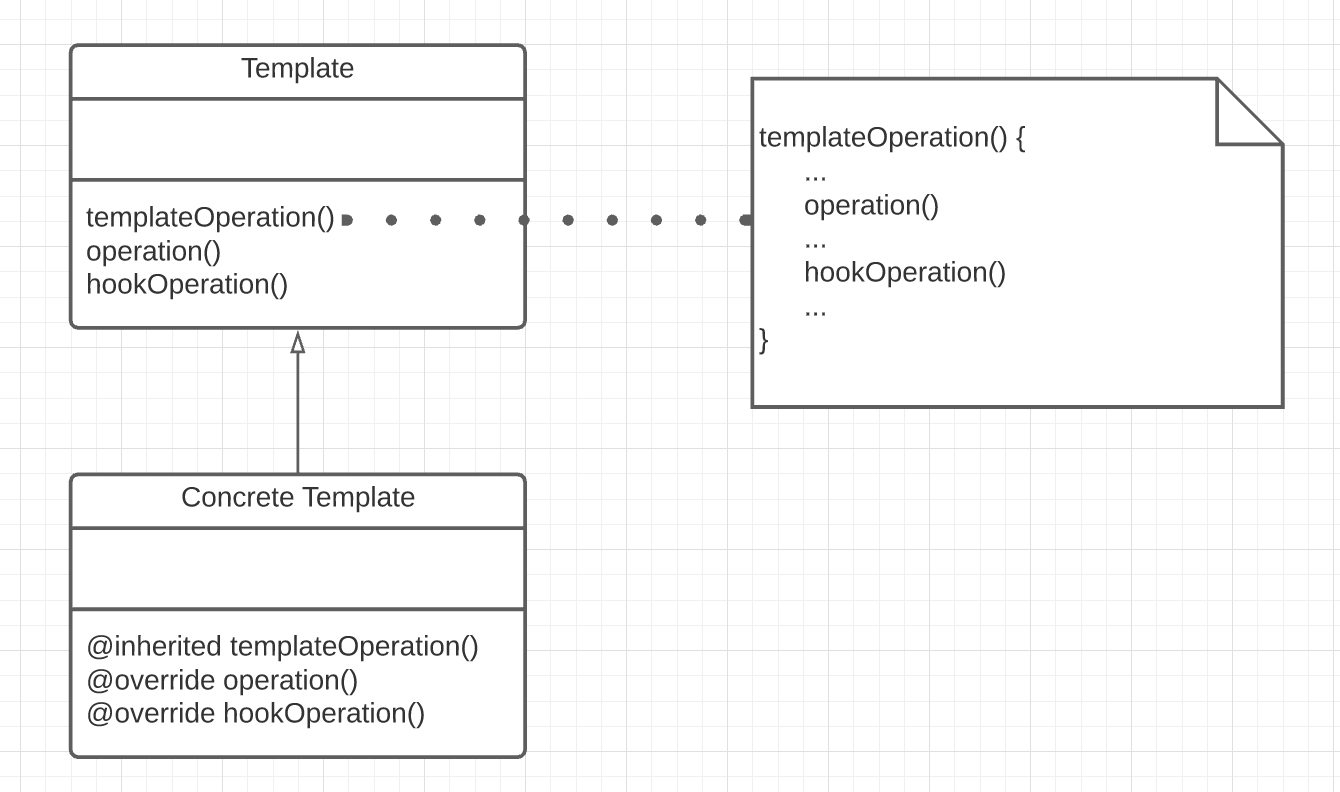 Template
templateOperation()
operation()
hookOperation()
templateOperation() {
...
operation()
...
hookOperation()
...
}
Concrete Template
@inherited templateOperation()
@override operation()
@override hookOperation()